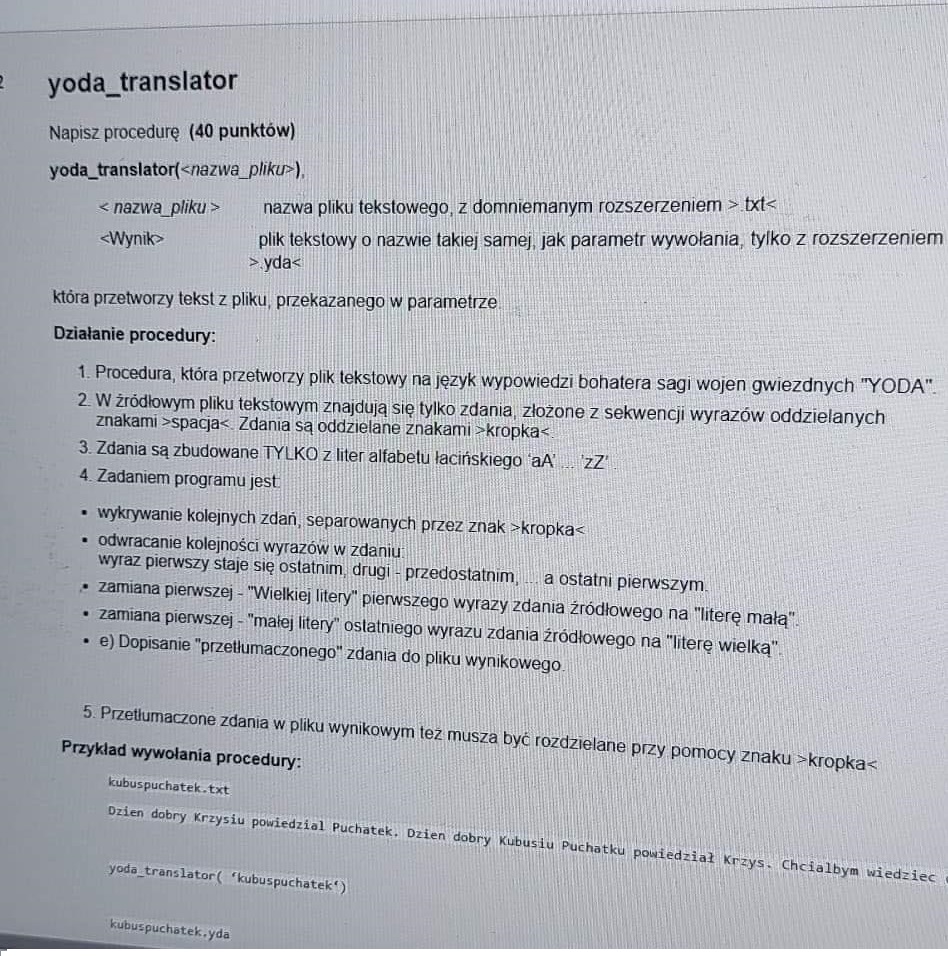 2
yoda_translator
Napisz procedurę (40 punktów)
yoda_translator(<nazwa_pliku>),
< nazwa_pliku > nazwa pliku tekstowego, z domniemanym rozszerzeniem >.txt<
<Wynik> plik tekstowy o nazwie takiej samej, jak parametr wywołania, tylko z rozszerzeniem
>.yda<
która przetworzy tekst z pliku, przekazanego w parametrze.
Działanie procedury:
1. Procedura, która przetworzy plik tekstowy na język wypowiedzi bohatera sagi wojen gwiezdnych "YODA".
2. W źródłowym pliku tekstowym znajdują się tylko zdania, złożone z sekwencji wyrazów oddzielanych
znakami >spacja<. Zdania są oddzielane znakami >kropka<.
3. Zdania są zbudowane TYLKO z liter alfabetu łacińskiego 'aA' ... 'zZ'
4. Zadaniem programu jest:
• wykrywanie kolejnych zdań, separowanych przez znak >kropka<
• odwracanie kolejności wyrazów w zdaniu:
wyraz pierwszy staje się ostatnim, drugi - przedostatnim, ... a ostatni pierwszym.
• zamiana pierwszej - "Wielkiej litery" pierwszego wyrazy zdania źródłowego na "literę małą".
• zamiana pierwszej - "małej litery" ostatniego wyrazu zdania źródłowego na "literę wielką".
• e) Dopisanie "przetłumaczonego" zdania do pliku wynikowego.
5. Przetłumaczone zdania w pliku wynikowym też musza być rozdzielane przy pomocy znaku >kropka<
Przykład wywołania procedury:
kubuspuchatek.txt
Dzien dobry Krzysiu powiedzial Puchatek. Dzien dobry Kubusiu Puchatku powiedział Krzys. Chcialbym wiedziec
yoda_translator( ‘kubuspuchatek‘)
kubuspuchatek.yda